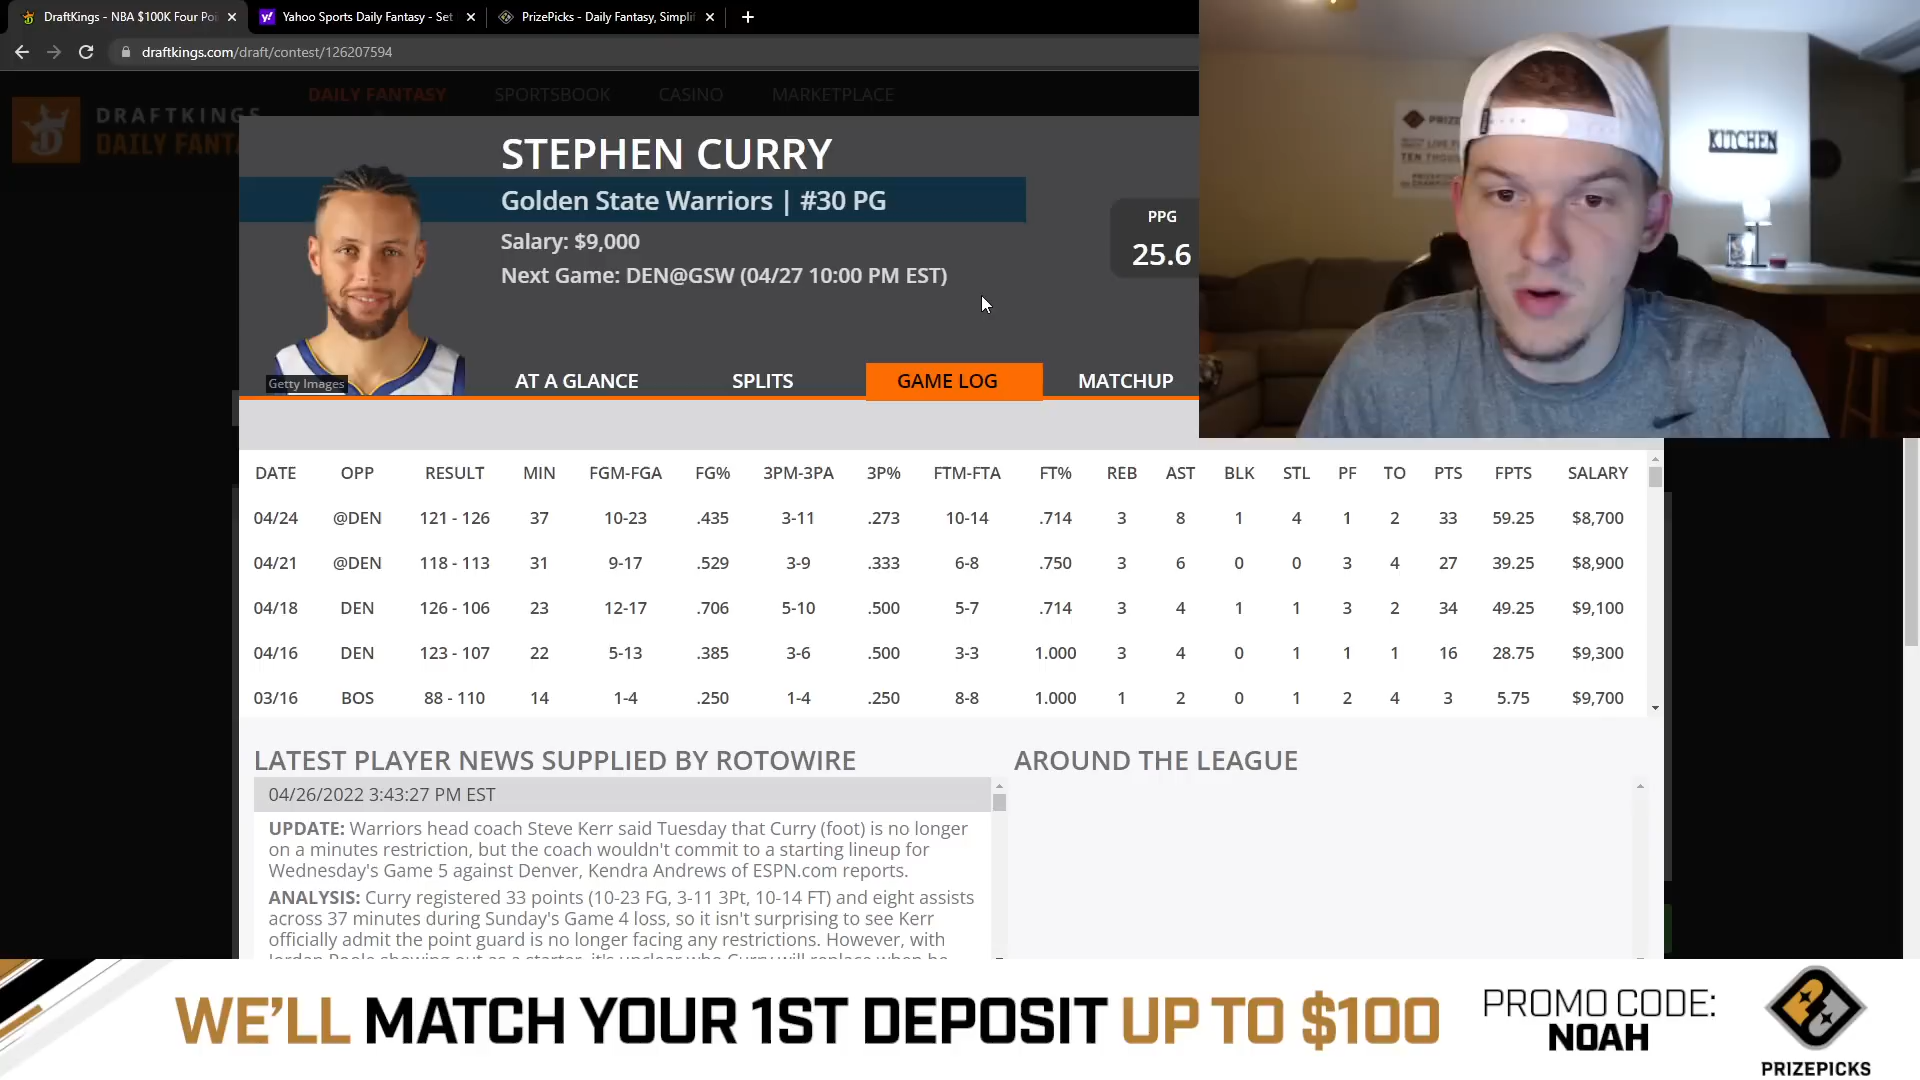 DraftKings - NBA $100K Four Poi
Yahoo Sports Daily Fantasy - Set
PrizePicks - Daily Fantasy, Simplifi
draftkings.com/draft/contest/126207594
DRAFTKINGS
DAILY FANTA
DAILY FANTASY SPORTSBOOK CASINO MARKETPLACE
STEPHEN CURRY
Golden State Warriors | #30 PG
Salary: $9,000
Next Game: DEN@GSW (04/27 10:00 PM EST)
PPG
25.6
Getty Images
AT A GLANCE SPLITS GAME LOG MATCHUP
KITCHEN
DATE OPP RESULT MIN FGM-FGA FG% 3PM-3PA 3P% FTM-FTA FT% REB AST BLK STL PF TO PTS FPTS SALARY
04/24 @DEN 121 - 126 37 10-23 .435 3-11 .273 10-14 .714 3 8 1 4 1 2 33 59.25 $8,700
04/21 @DEN 118 - 113 31 9-17 .529 3-9 .333 6-8 .750 3 6 0 0 3 4 27 39.25 $8,900
04/18 DEN 126 - 106 23 12-17 .706 5-10 .500 5-7 .714 3 4 1 1 3 2 34 49.25 $9,100
04/16 DEN 123 - 107 22 5-13 .385 3-6 .500 3-3 1.000 3 4 0 1 1 1 16 28.75 $9,300
03/16 BOS 88 - 110 14 1-4 .250 1-4 .250 8-8 1.000 1 2 0 1 2 4 3 5.75 $9,700
LATEST PLAYER NEWS SUPPLIED BY ROTOWIRE
AROUND THE LEAGUE
04/26/2022 3:43:27 PM EST
UPDATE: Warriors head coach Steve Kerr said Tuesday that Curry (foot) is no longer
on a minutes restriction, but the coach wouldn't commit to a starting lineup for
Wednesday's Game 5 against Denver, Kendra Andrews of ESPN.com reports.
ANALYSIS: Curry registered 33 points (10-23 FG, 3-11 3Pt, 10-14 FT) and eight assists
across 37 minutes during Sunday's Game 4 loss, so it isn't surprising to see Kerr
officially admit the point guard is no longer facing any restrictions. However, with
WE'LL MATCH YOUR 1ST DEPOSIT UP TO $100
PROMO CODE:
NOAH
PRIZEPICKS